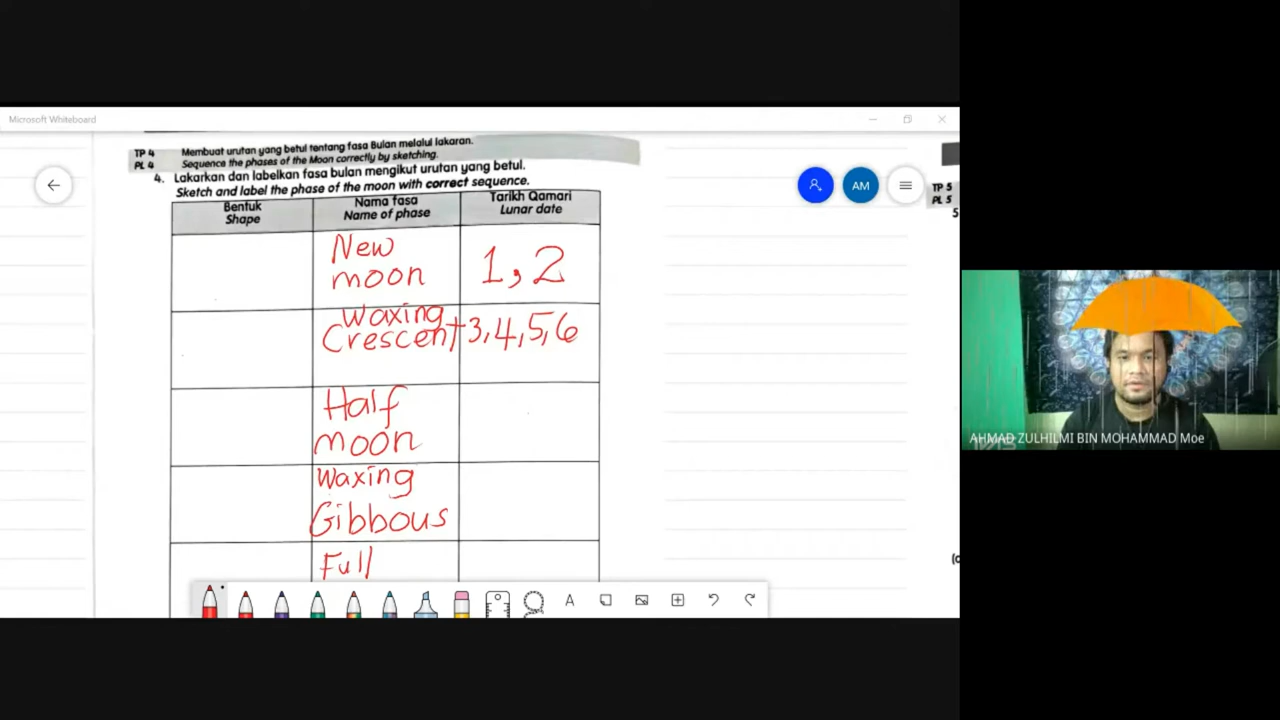 Microsoft Whiteboard
TP 4 Membuat urutan yang betul tentang fasa Bulan melalui lakaran.
PL 4 Sequence the phases of the Moon correctly by sketching.
4. Lakarkan dan labelkan fasa bulan mengikut urutan yang betul.
Sketch and label the phase of the moon with correct sequence.
Bentuk
Shape
Nama fasa
Name of phase
Tarikh Qamari
Lunar date
New
moon
1, 2
Waxing
Crescent
3, 4, 5, 6
Half
moon
Waxing
Gibbous
Full
AM
TP 5
PL 5
5
(a
A
AHMAD ZULHILMI BIN MOHAMMAD Moe